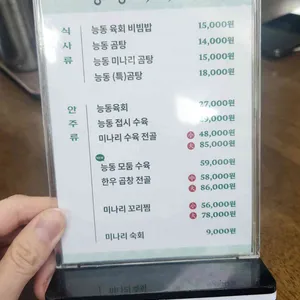 식사류
능동 육회 비빔밥 15,000원
능동 곰탕 14,000원
능동 미나리 곰탕 15,000원
능동 (특)곰탕 18,000원
안주류
능동육회 27,000원
능동 접시 수육
미나리 수육 전골 小 48,000원
大 85,000원
능동 모둠 수육 59,000원
한우 곱창 전골 中 58,000원
大 86,000원
미나리 꼬리찜 小 56,000원
大 78,000원
미나리 숙회 9,000원